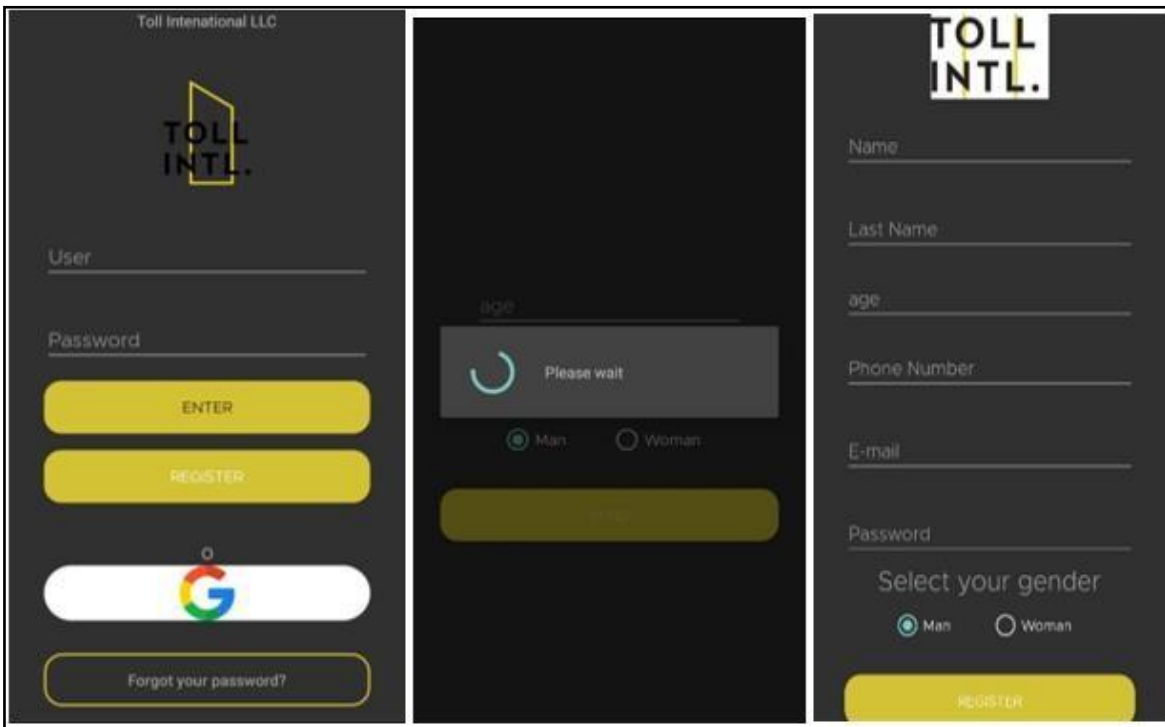 Toll Intenational LLC
TOLL
INTL.
User
Password
ENTER
REGISTER
O
Forgot your password?
age
Please wait
Man
Woman
TOLL
INTL.
Name
Last Name
age
Phone Number
E-mail
Password
Select your gender
Man
Woman
REGISTER